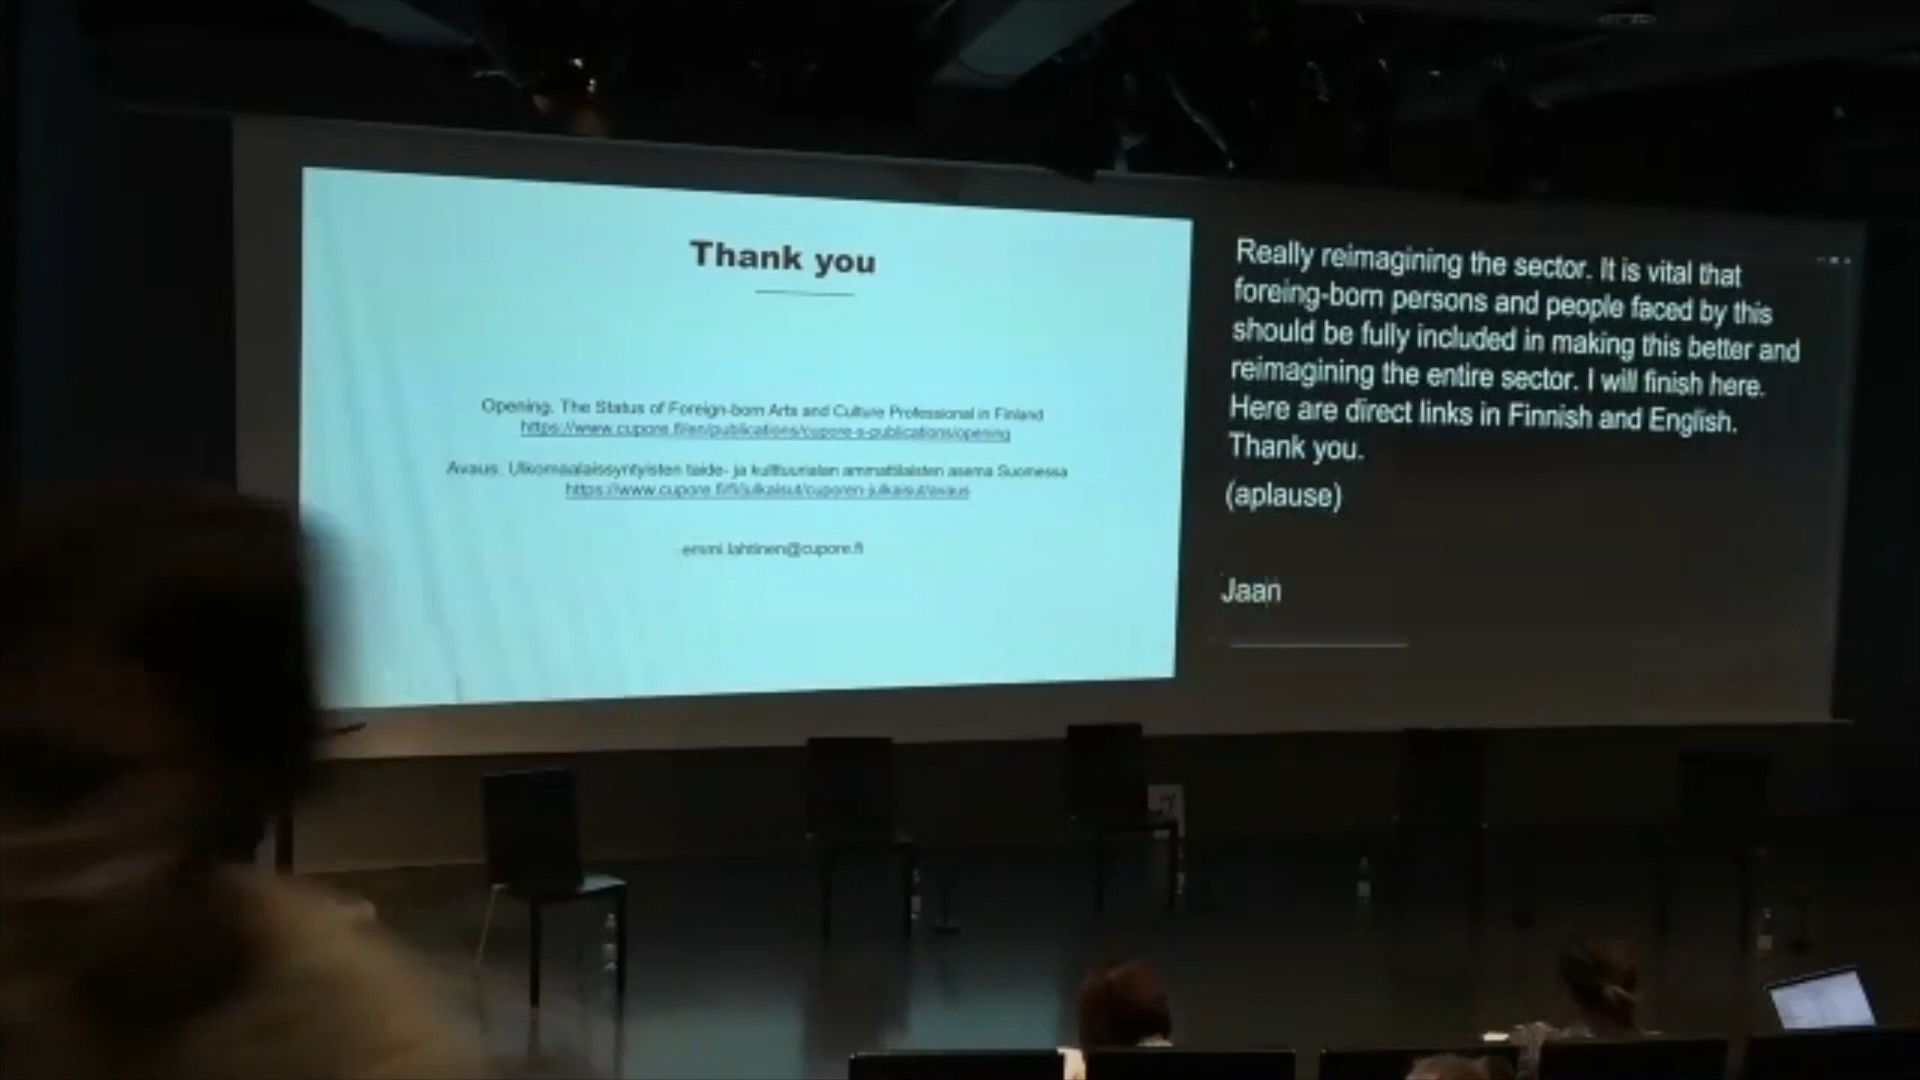 Thank you
Opening. The Status of Foreign-born Arts and Culture Professional in Finland
https://www.cupore.fi/en/publications/cupore-s-publications/opening
Avaus. Ulkomaalaissyntyisten taide- ja kulttuurialan ammattilaisten asema Suomessa
https://www.cupore.fi/fi/julkaisut/cuporen-julkaisut/avaus
emmi.lahtinen@cupore.fi
Really reimagining the sector. It is vital that
foreing-born persons and people faced by this
should be fully included in making this better and
reimagining the entire sector. I will finish here.
Here are direct links in Finnish and English.
Thank you.
(aplause)
Jaan